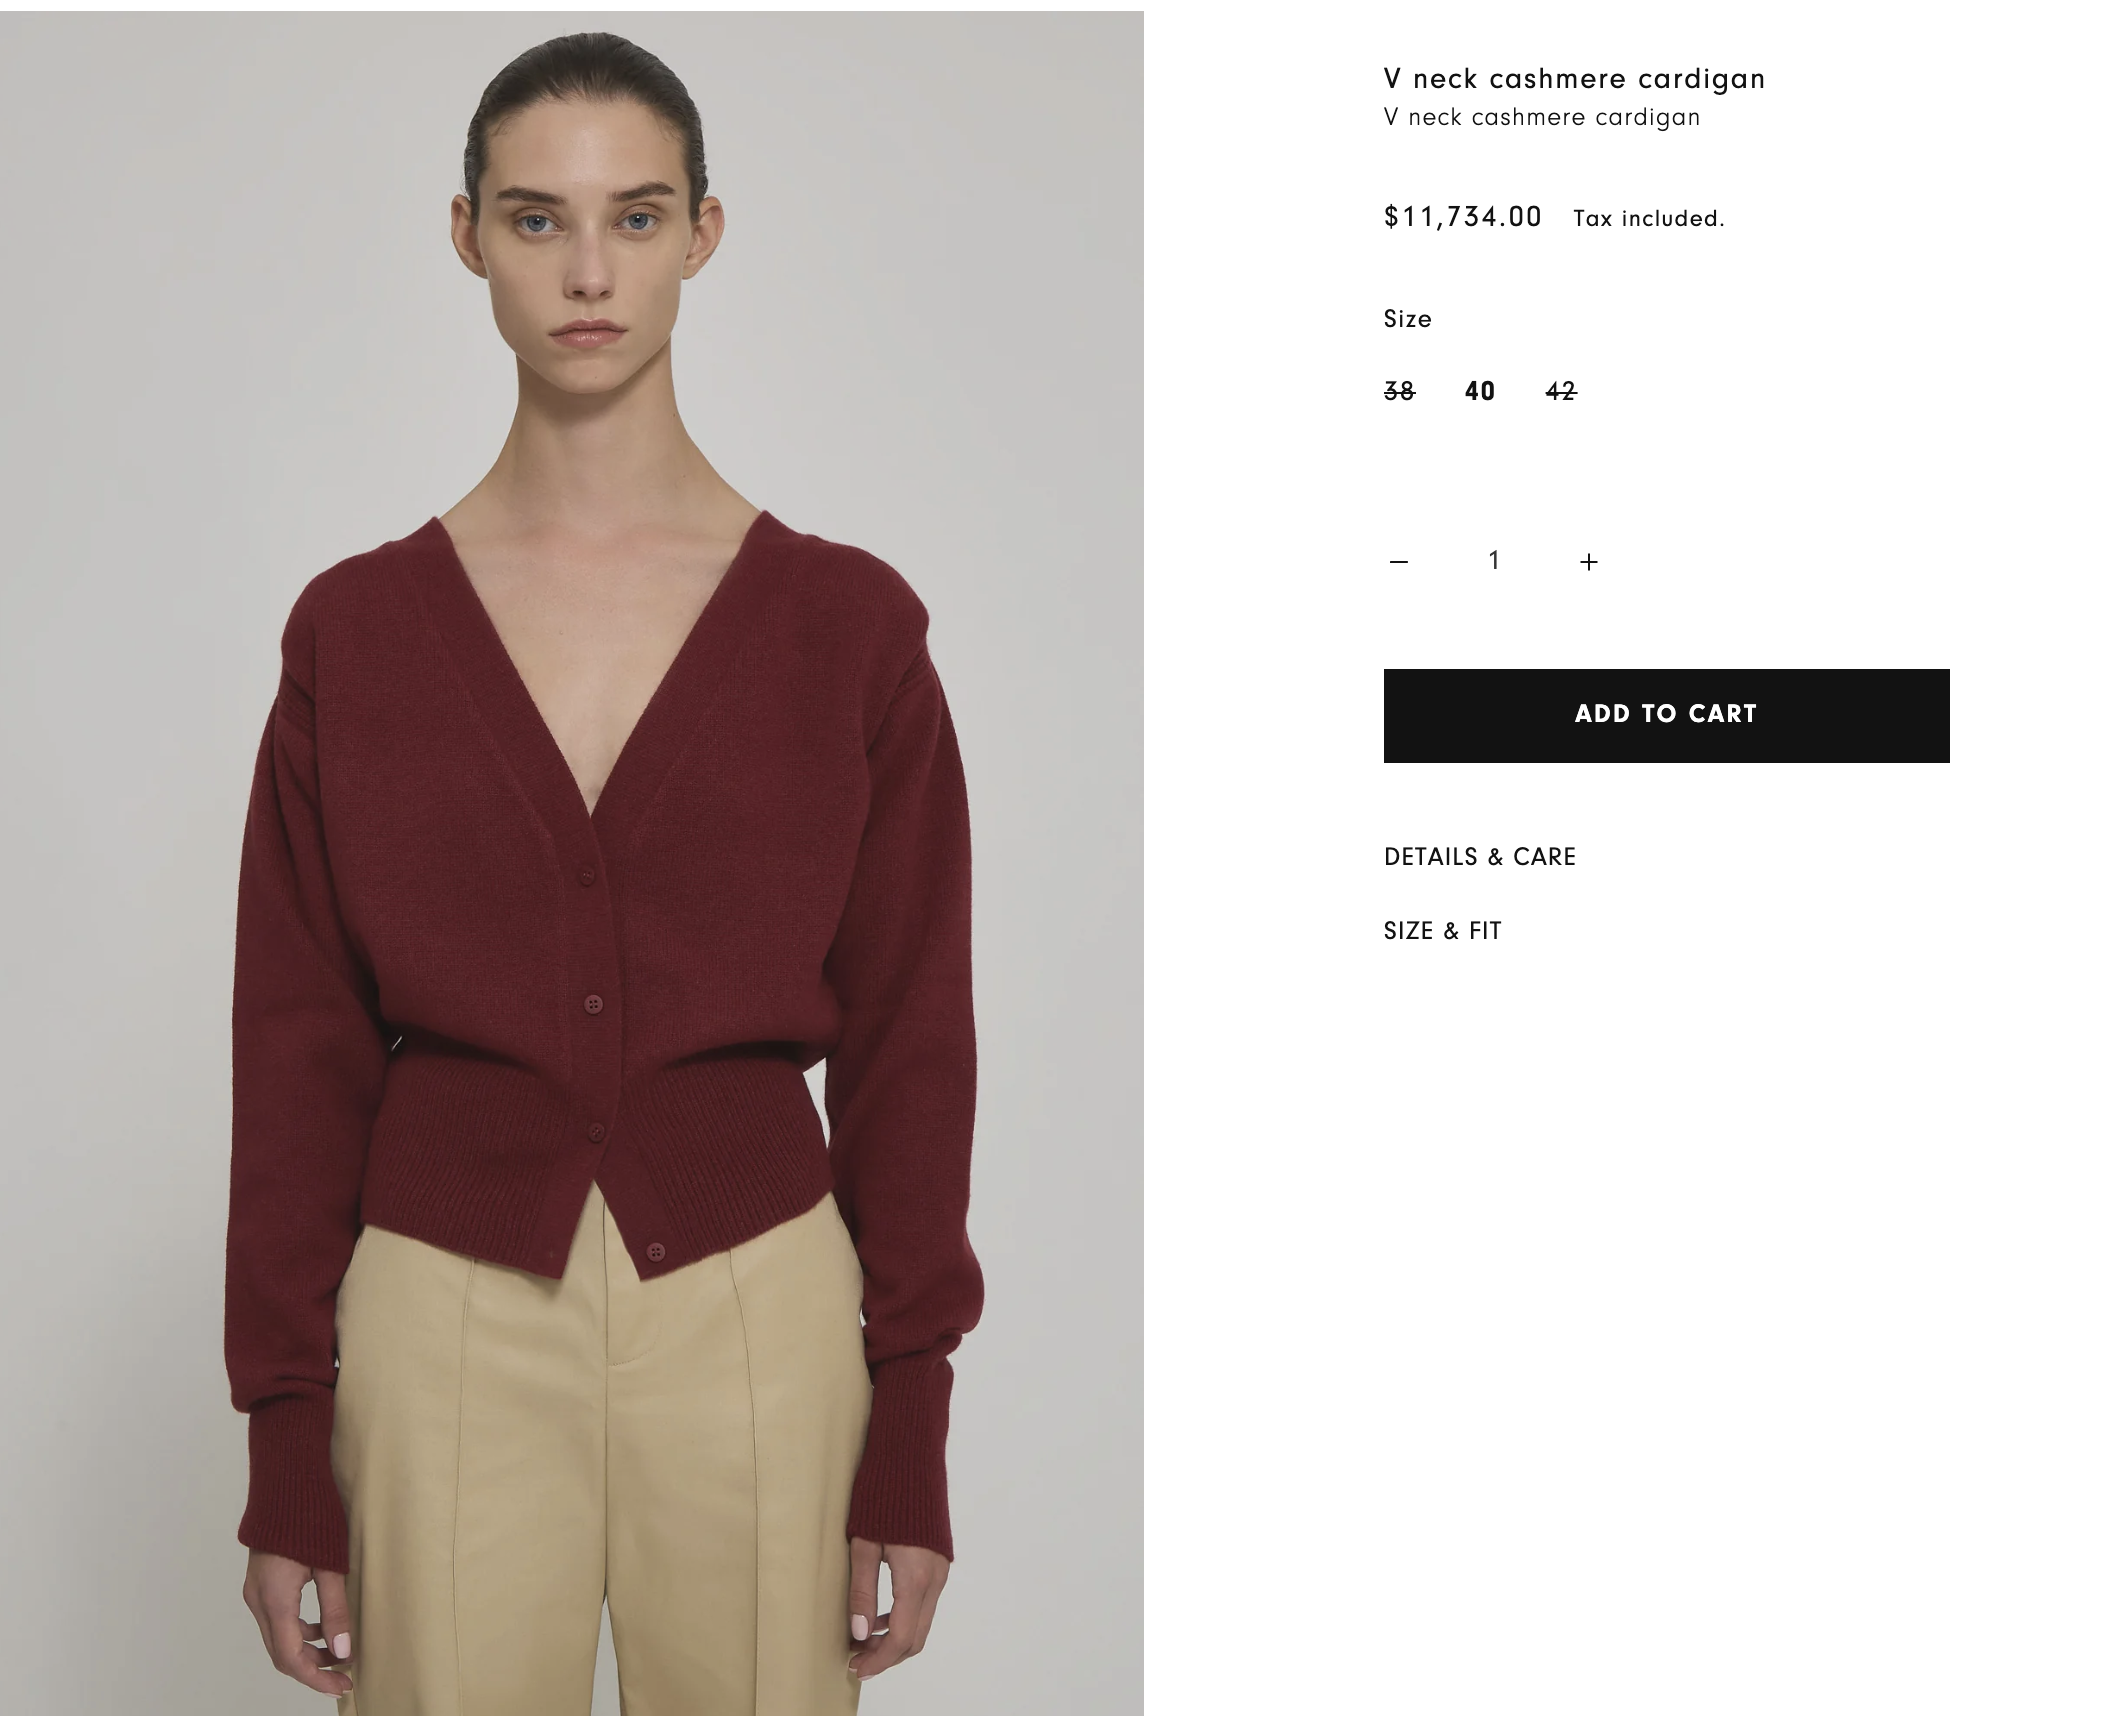 V neck cashmere cardigan
V neck cashmere cardigan
$11,734.00 Tax included.
Size
38 40 42
− 1 +
ADD TO CART
DETAILS & CARE
SIZE & FIT